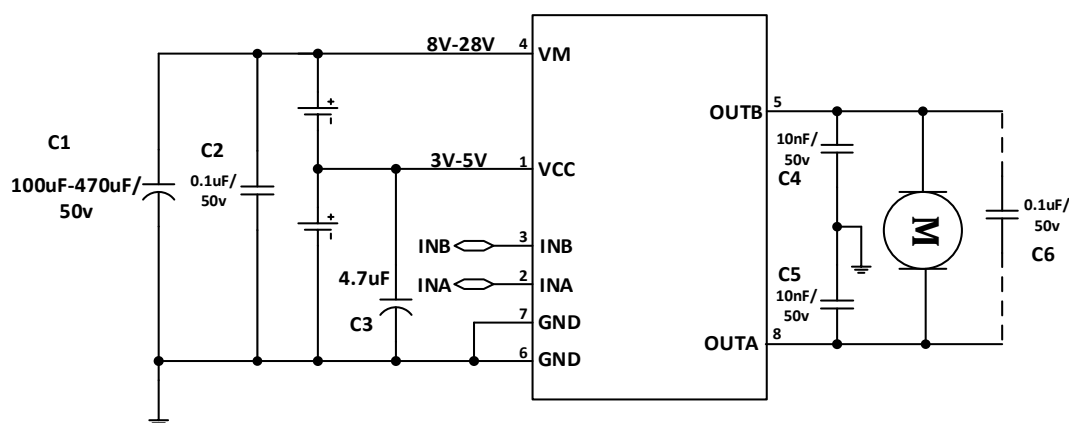 8V-28V
4
VM
5
OUTB
C1
100uF-470uF/
50v
C2
0.1uF/
50v
+
3V-5V
1
VCC
10nF/
50v
C4
+
INB
3
INB
M
0.1uF/
50v
C6
4.7uF
INA
2
INA
C5
10nF/
50v
C3
7
GND
6
GND
OUTA
8